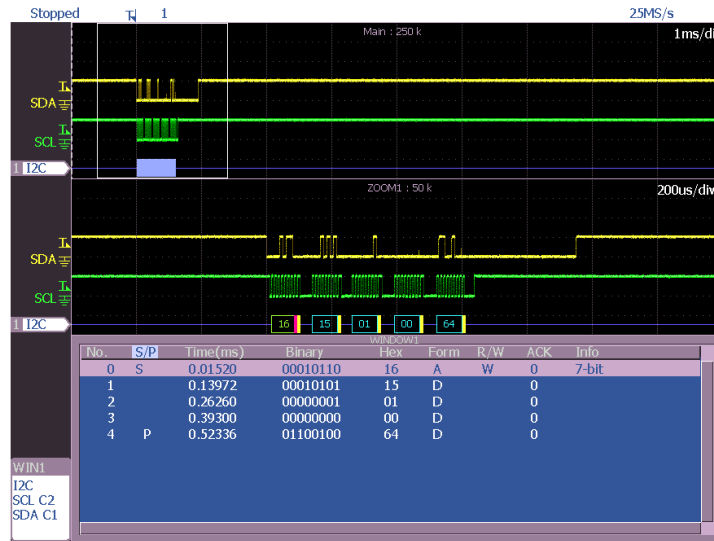 Stopped 1 25MS/s
Main : 250 k 1ms/di
SDA
SCL
1 I2C
ZOOM1 : 50 k 200us/div
SDA
SCL
1 I2C 16 15 01 00 64
WINDOW1
No. S/P Time(ms) Binary Hex Form R/W ACK Info
0 S 0.01520 00010110 16 A W 0 7-bit
1 0.13972 00010101 15 D 0
2 0.26260 00000001 01 D 0
3 0.39300 00000000 00 D 0
4 P 0.52336 01100100 64 D 0
WIN1
I2C
SCL C2
SDA C1